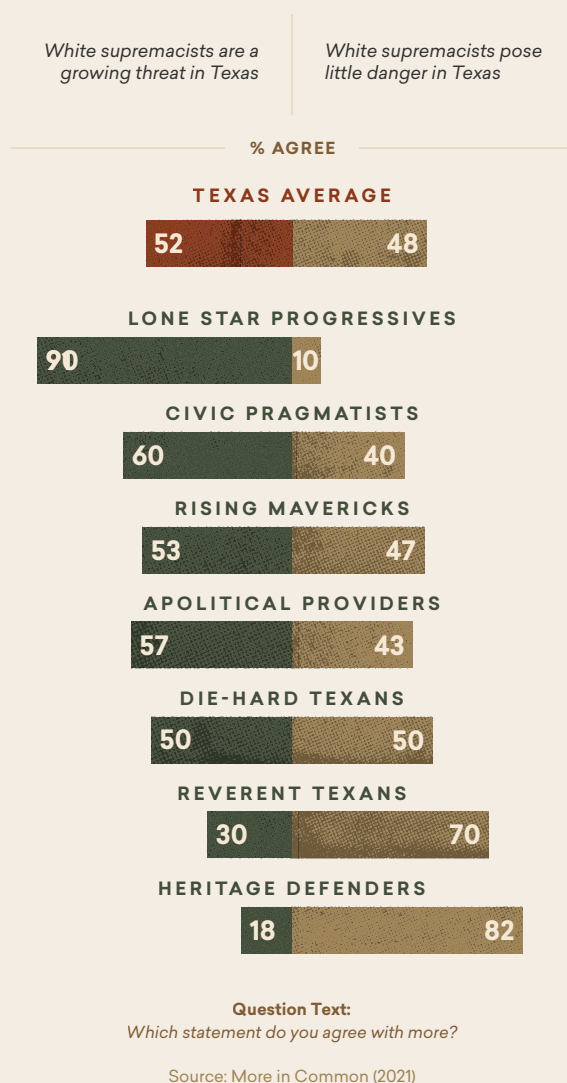 White supremacists are a
growing threat in Texas
White supremacists pose
little danger in Texas
% AGREE
TEXAS AVERAGE
52 48
LONE STAR PROGRESSIVES
90 10
CIVIC PRAGMATISTS
60 40
RISING MAVERICKS
53 47
APOLITICAL PROVIDERS
57 43
DIE-HARD TEXANS
50 50
REVERENT TEXANS
30 70
HERITAGE DEFENDERS
18 82
Question Text:
Which statement do you agree with more?
Source: More in Common (2021)